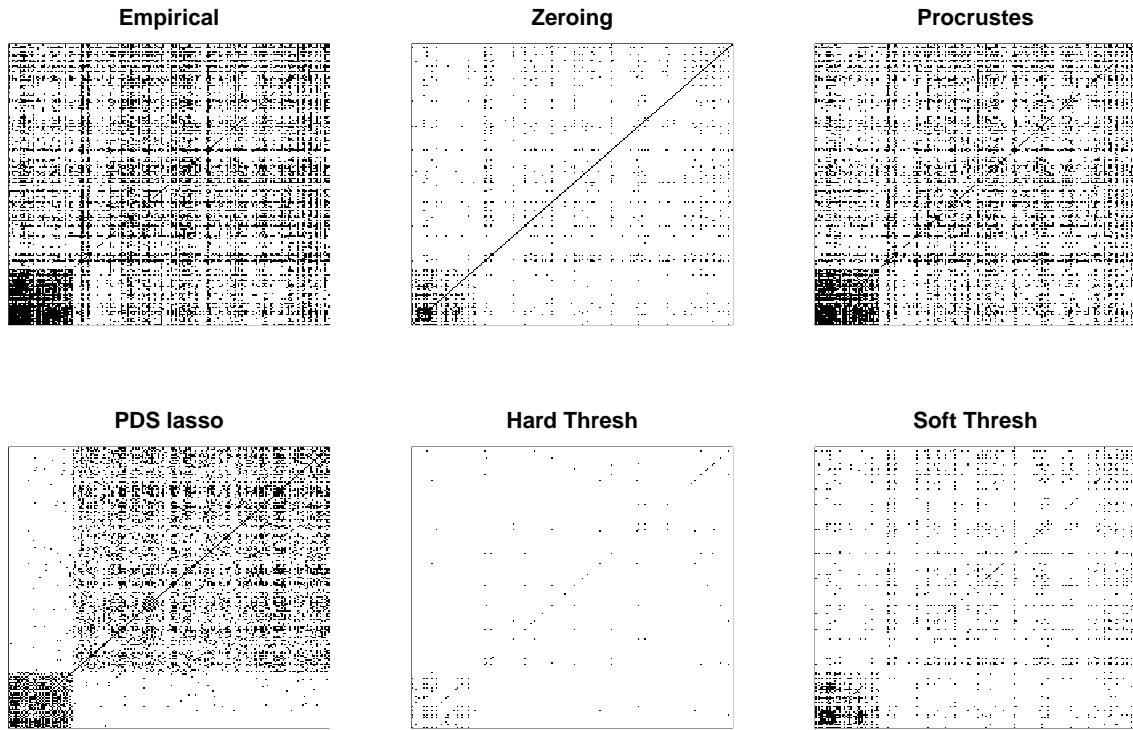 Empirical
Zeroing
Procrustes
PDS lasso
Hard Thresh
Soft Thresh